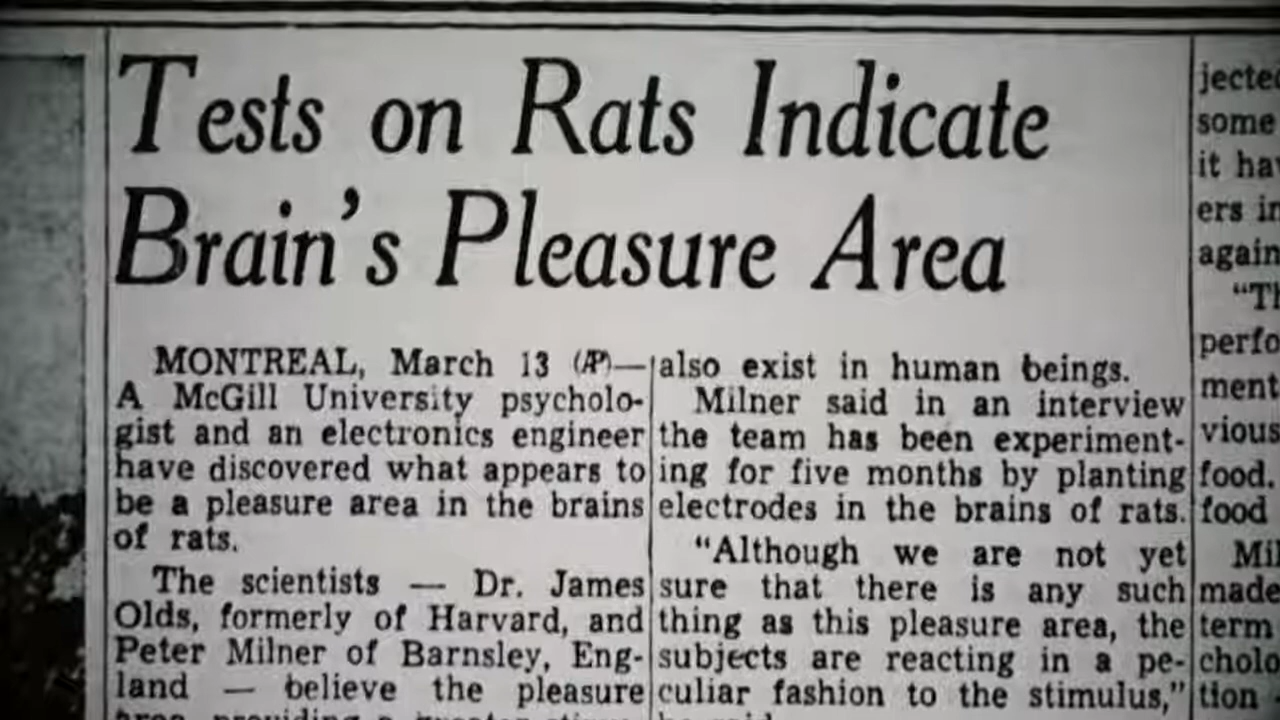 Tests on Rats Indicate
Brain's Pleasure Area
MONTREAL, March 13 (AP)—
A McGill University psycholo-
gist and an electronics engineer
have discovered what appears to
be a pleasure area in the brains
of rats.
The scientists — Dr. James
Olds, formerly of Harvard, and
Peter Milner of Barnsley, Eng-
land — believe the pleasure
also exist in human beings.
Milner said in an interview
the team has been experiment-
ing for five months by planting
electrodes in the brains of rats.
"Although we are not yet
sure that there is any such
thing as this pleasure area, the
subjects are reacting in a pe-
culiar fashion to the stimulus,"
some
ers
again
food.
food
made
term
tion